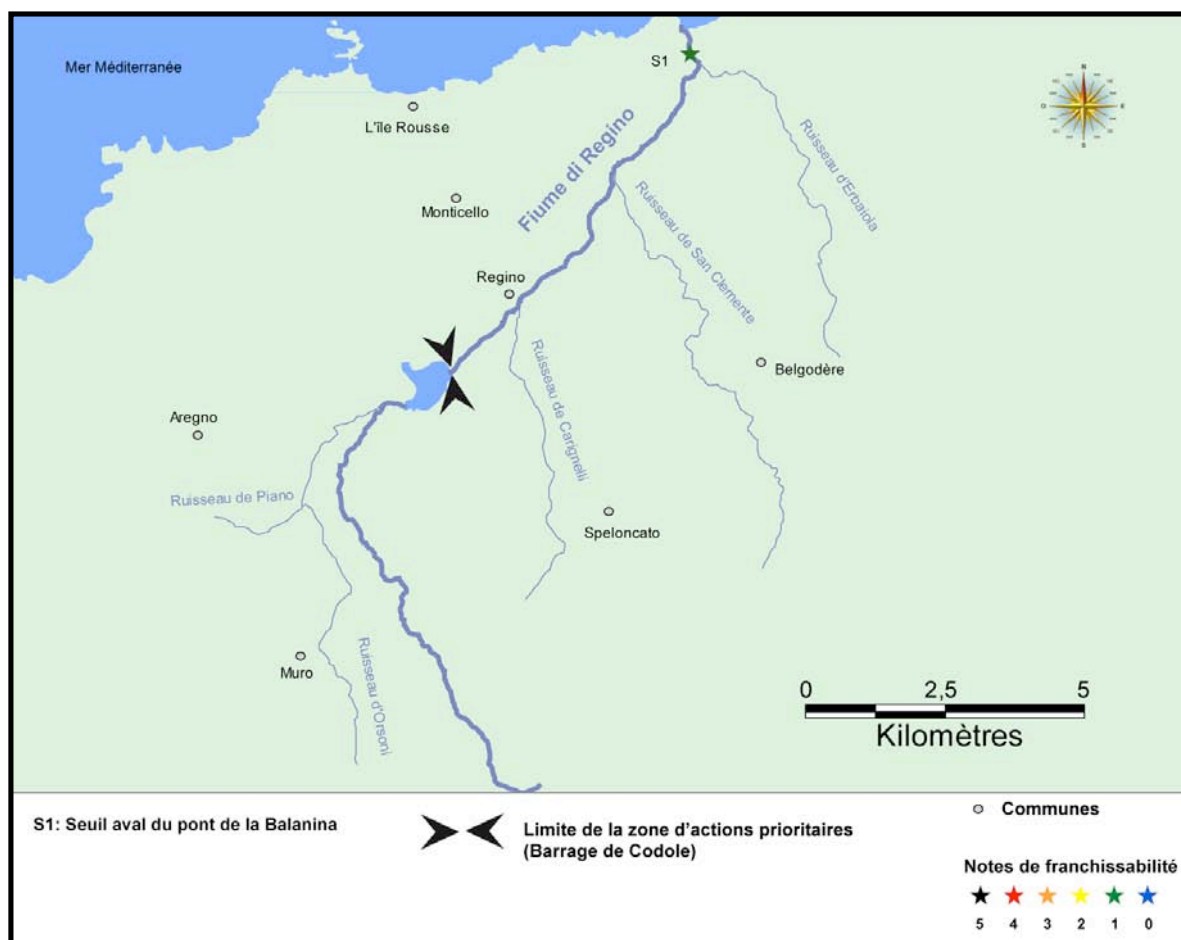 Mer Méditerranée
S1
L'île Rousse
Monticello
Fiume di Regino
Ruisseau d'Erbaiola
Ruisseau de San Clemente
Regino
Belgodère
Ruisseau de Carignelli
Aregno
Ruisseau de Piano
Speloncato
Muro
Ruisseau d'Orsoni
0 2,5 5
Kilomètres
S1: Seuil aval du pont de la Balanina
Limite de la zone d'actions prioritaires
(Barrage de Codole)
Communes
Notes de franchissabilité
5 4 3 2 1 0